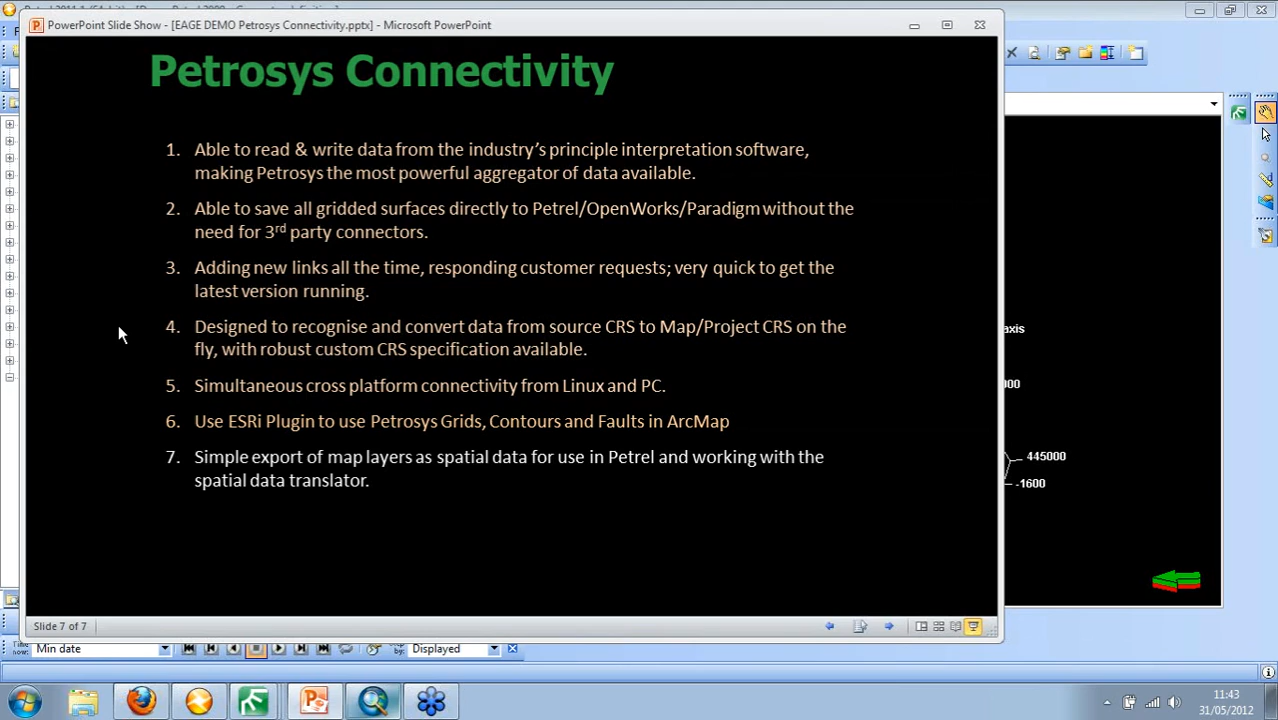 PowerPoint Slide Show - [EAGE DEMO Petrosys Connectivity.pptx] - Microsoft PowerPoint
Petrosys Connectivity
1. Able to read & write data from the industry's principle interpretation software,
making Petrosys the most powerful aggregator of data available.
2. Able to save all gridded surfaces directly to Petrel/OpenWorks/Paradigm without the
need for 3rd party connectors.
3. Adding new links all the time, responding customer requests; very quick to get the
latest version running.
4. Designed to recognise and convert data from source CRS to Map/Project CRS on the
fly, with robust custom CRS specification available.
5. Simultaneous cross platform connectivity from Linux and PC.
6. Use ESRi Plugin to use Petrosys Grids, Contours and Faults in ArcMap
7. Simple export of map layers as spatial data for use in Petrel and working with the
spatial data translator.
axis
000
445000
-1600
Slide 7 of 7
Min date
Displayed
11:43
31/05/2012